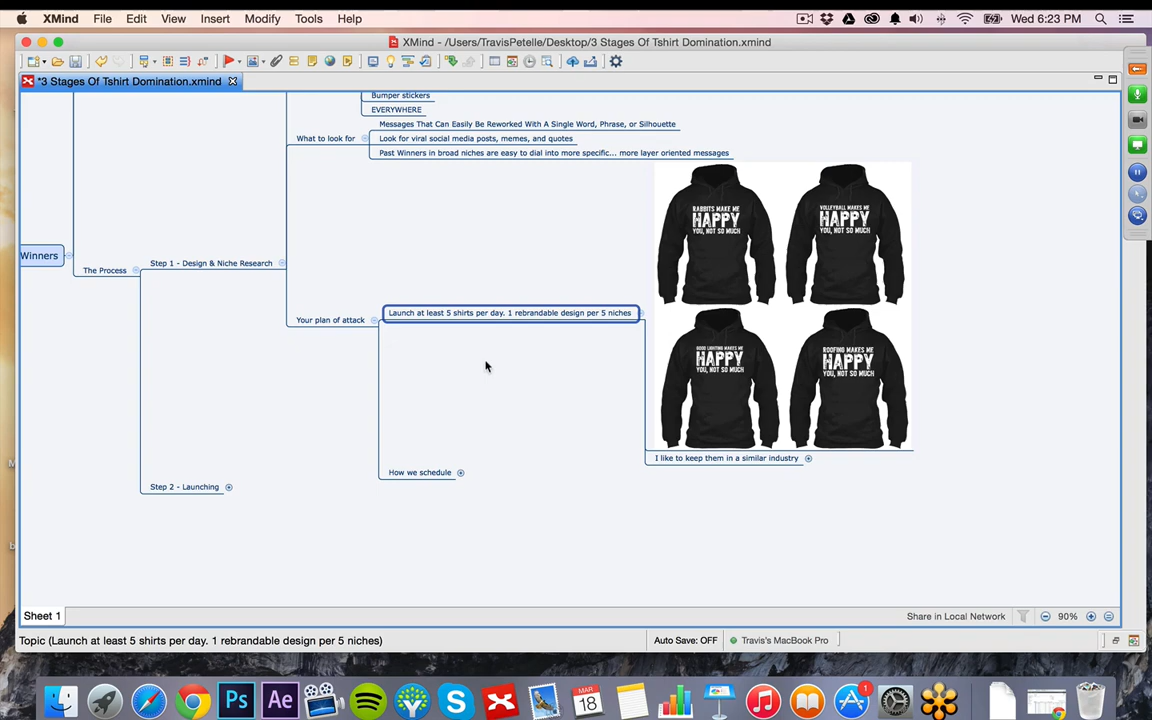 XMind File Edit View Insert Modify Tools Help Wed 6:23 PM
XMind - /Users/TravisPetelle/Desktop/3 Stages Of Tshirt Domination.xmind
*3 Stages Of Tshirt Domination.xmind
Bumper stickers
EVERYWHERE
Messages That Can Easily Be Reworked With A Single Word, Phrase, or Silhouette
What to look for
Look for viral social media posts, memes, and quotes
Past Winners in broad niches are easy to dial into more specific... more layer oriented messages
RABBITS MAKE ME
HAPPY
YOU, NOT SO MUCH
VOLLEYBALL MAKES ME
HAPPY
YOU, NOT SO MUCH
Winners
The Process
Step 1 - Design & Niche Research
Your plan of attack
Launch at least 5 shirts per day. 1 rebrandable design per 5 niches
GOOD LIGHTING MAKES ME
HAPPY
YOU, NOT SO MUCH
ROOFING MAKES ME
HAPPY
YOU, NOT SO MUCH
I like to keep them in a similar industry
How we schedule
Step 2 - Launching
Sheet 1
Share in Local Network
90%
Topic (Launch at least 5 shirts per day. 1 rebrandable design per 5 niches)
Auto Save: OFF
Travis's MacBook Pro
Ps
Ae
MAR
18
1